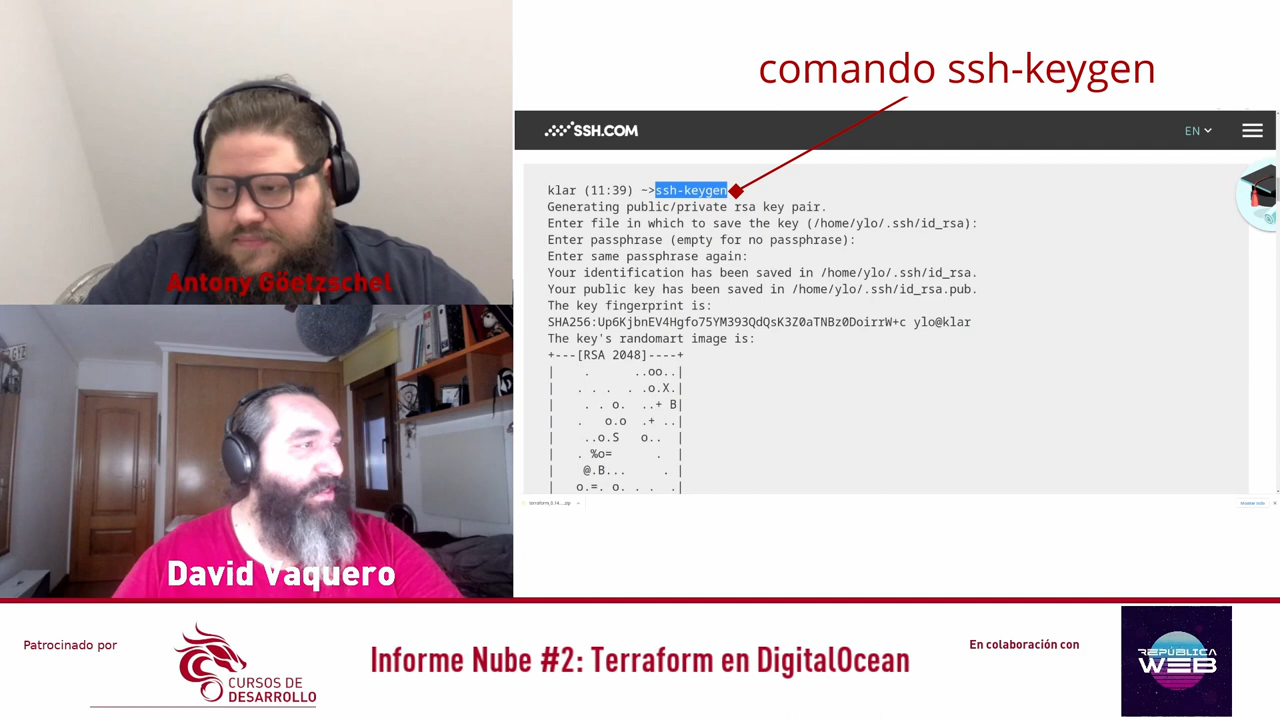 comando ssh-keygen
SSH.COM
EN
klar (11:39) ~>ssh-keygen
Generating public/private rsa key pair.
Enter file in which to save the key (/home/ylo/.ssh/id_rsa):
Enter passphrase (empty for no passphrase):
Enter same passphrase again:
Your identification has been saved in /home/ylo/.ssh/id_rsa.
Your public key has been saved in /home/ylo/.ssh/id_rsa.pub.
The key fingerprint is:
SHA256:Up6KjbnEV4Hgfo75YM393QdQsK3Z0aTNBz0DoirrW+c ylo@klar
The key's randomart image is:
+---[RSA 2048]----+
|    .      ..oo..|
|   . . .  . .o.X.|
|    . . o.  ..+ B|
|   .   o.o  .+ ..|
|    ..o.S   o..  |
|   . %o=      .  |
|    @.B...     . |
|   o.=. o. . .  .|
Antony Göetzschel
David Vaquero
Patrocinado por
CURSOS DE
DESARROLLO
Informe Nube #2: Terraform en DigitalOcean
En colaboración con
REPÚBLICA
WEB